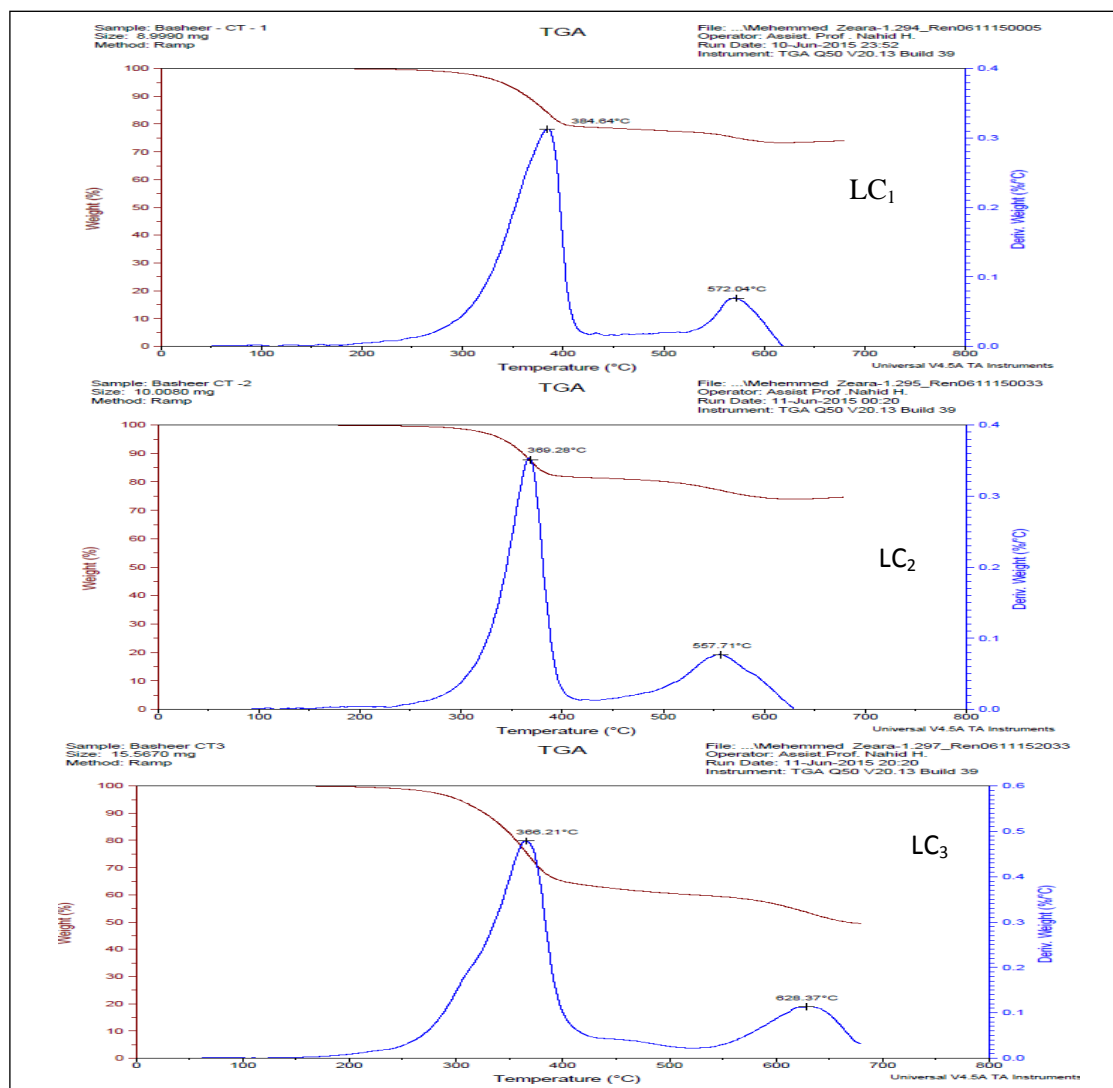 Sample: Basheer - CT - 1
Size: 8.9990 mg
Method: Ramp
TGA
File: ...\Mehemmed Zeara-1.294_Ren0611150005
Operator: Assist. Prof . Nahid H.
Run Date: 10-Jun-2015 23:52
Instrument: TGA Q50 V20.13 Build 39
100
90
80
70
60
50
40
30
20
10
0
Weight (%)
384.64°C
572.04°C
LC1
0.4
0.3
0.2
0.1
0.0
Deriv. Weight (%/°C)
0 100 200 300 400 500 600 700 800
Temperature (°C)
Universal V4.5A TA Instruments
Sample: Basheer CT -2
Size: 10.0080 mg
Method: Ramp
TGA
File: ...\Mehemmed Zeara-1.295_Ren0611150033
Operator: Assist Prof .Nahid H.
Run Date: 11-Jun-2015 00:20
Instrument: TGA Q50 V20.13 Build 39
100
90
80
70
60
50
40
30
20
10
0
Weight (%)
369.28°C
557.71°C
LC2
0.4
0.3
0.2
0.1
0.0
Deriv. Weight (%/°C)
0 100 200 300 400 500 600 700 800
Temperature (°C)
Universal V4.5A TA Instruments
Sample: Basheer CT3
Size: 15.5670 mg
Method: Ramp
TGA
File: ...\Mehemmed Zeara-1.297_Ren0611152033
Operator: Assist.Prof. Nahid H.
Run Date: 11-Jun-2015 20:20
Instrument: TGA Q50 V20.13 Build 39
100
90
80
70
60
50
40
30
20
10
0
Weight (%)
366.21°C
628.37°C
LC3
0.6
0.5
0.4
0.3
0.2
0.1
0.0
Deriv. Weight (%/°C)
0 100 200 300 400 500 600 700 800
Temperature (°C)
Universal V4.5A TA Instruments